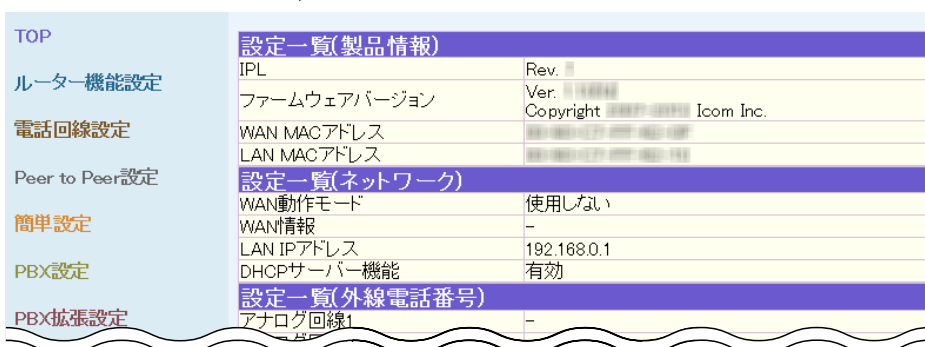 TOP
ルーター機能設定
電話回線設定
Peer to Peer設定
簡単設定
PBX設定
PBX拡張設定
設定一覧(製品情報)
IPL Rev.
ファームウェアバージョン Ver.
Copyright Icom Inc.
WAN MACアドレス
LAN MACアドレス
設定一覧(ネットワーク)
WAN動作モード 使用しない
WAN情報 -
LAN IPアドレス 192.168.0.1
DHCPサーバー機能 有効
設定一覧(外線電話番号)
アナログ回線1 -